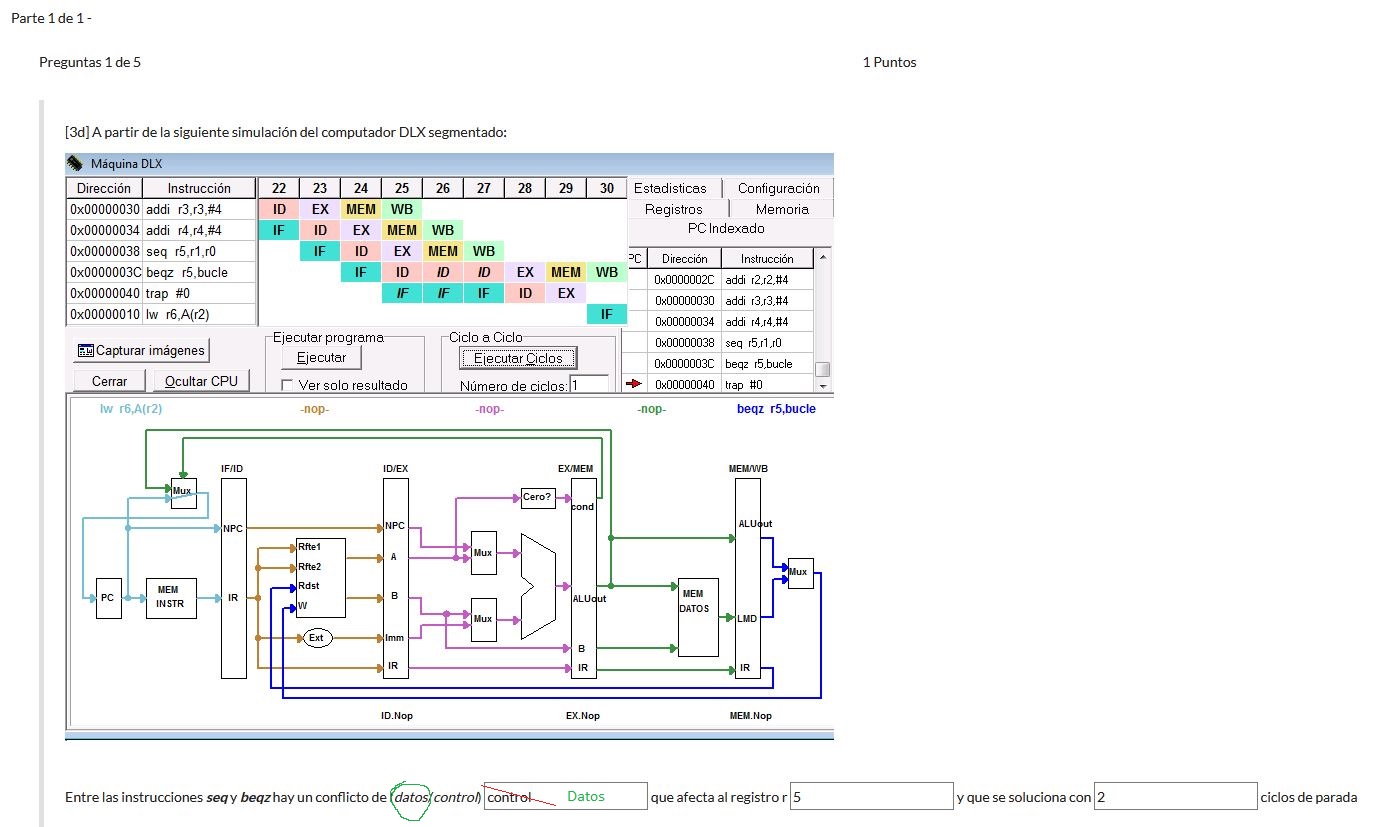 Parte 1 de 1 -
Preguntas 1 de 5 1 Puntos
[3d] A partir de la siguiente simulación del computador DLX segmentado:
Máquina DLX
Dirección Instrucción 22 23 24 25 26 27 28 29 30 Estadisticas Configuración
0x00000030 addi r3,r3,#4 ID EX MEM WB Registros Memoria
0x00000034 addi r4,r4,#4 IF ID EX MEM WB PC Indexado
0x00000038 seq r5,r1,r0 IF ID EX MEM WB PC Dirección Instrucción
0x0000003C beqz r5,bucle IF ID ID ID EX MEM WB 0x0000002C addi r2,r2,#4
0x00000040 trap #0 IF IF IF ID EX 0x00000030 addi r3,r3,#4
0x00000010 lw r6,A(r2) IF 0x00000034 addi r4,r4,#4
Ejecutar programa Ciclo a Ciclo 0x00000038 seq r5,r1,r0
Capturar imágenes Ejecutar Ejecutar Ciclos 0x0000003C beqz r5,bucle
Cerrar Ocultar CPU Ver solo resultado Número de ciclos: 1 0x00000040 trap #0
lw r6,A(r2) -nop- -nop- -nop- beqz r5,bucle
IF/ID ID/EX EX/MEM MEM/WB
Mux Cero? cond
NPC NPC ALUout
Rfte1 A Mux
Rfte2 Mux
PC MEM INSTR IR Rdst B ALUout MEM DATOS
W Mux LMD
Ext Imm B
IR IR IR
ID.Nop EX.Nop MEM.Nop
Entre las instrucciones seq y beqz hay un conflicto de (datos/control) control Datos que afecta al registro r 5 y que se soluciona con 2 ciclos de parada